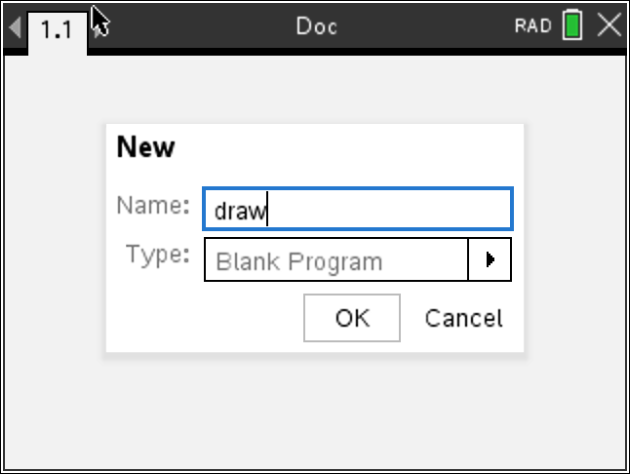 1.1 Doc RAD
New
Name: draw
Type: Blank Program
OK Cancel